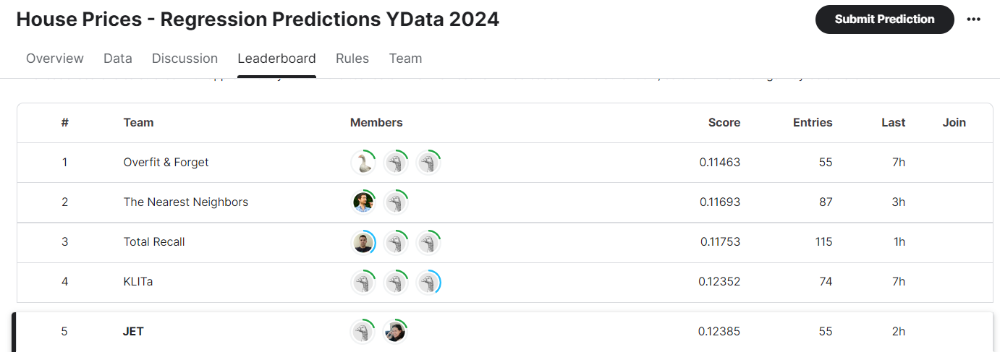 House Prices - Regression Predictions YData 2024
Submit Prediction
Overview Data Discussion Leaderboard Rules Team
# Team Members Score Entries Last Join
1 Overfit & Forget 0.11463 55 7h
2 The Nearest Neighbors 0.11693 87 3h
3 Total Recall 0.11753 115 1h
4 KLITa 0.12352 74 7h
5 JET 0.12385 55 2h